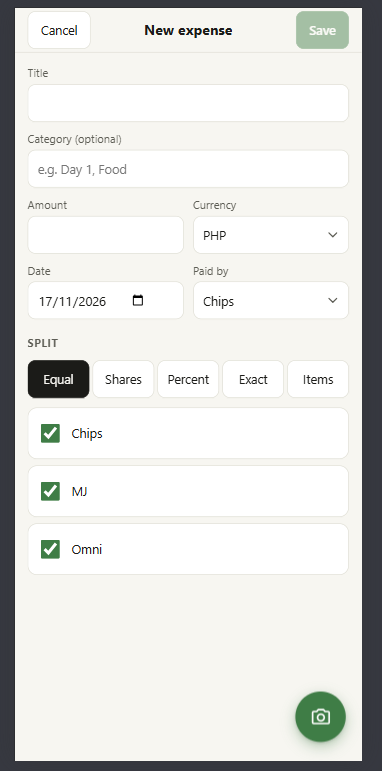 Cancel New expense Save
Title
Category (optional)
e.g. Day 1, Food
Amount Currency
PHP
Date Paid by
17/11/2026 Chips
SPLIT
Equal Shares Percent Exact Items
Chips
MJ
Omni